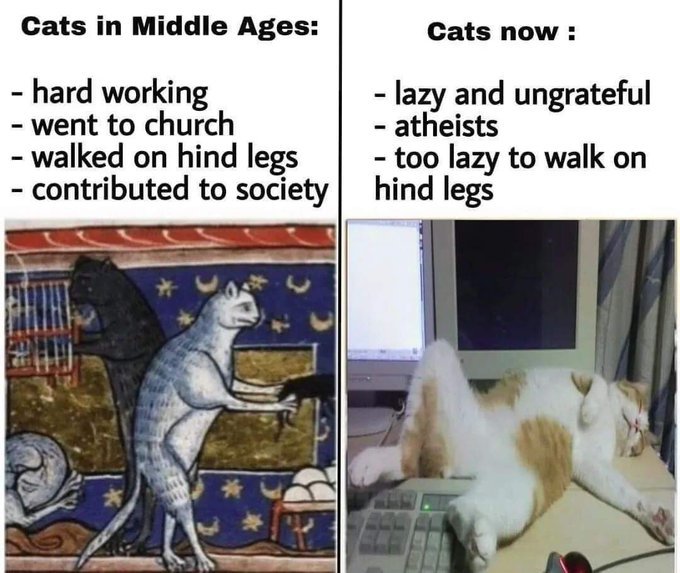 Cats in Middle Ages:
- hard working
- went to church
- walked on hind legs
- contributed to society
Cats now :
- lazy and ungrateful
- atheists
- too lazy to walk on
hind legs